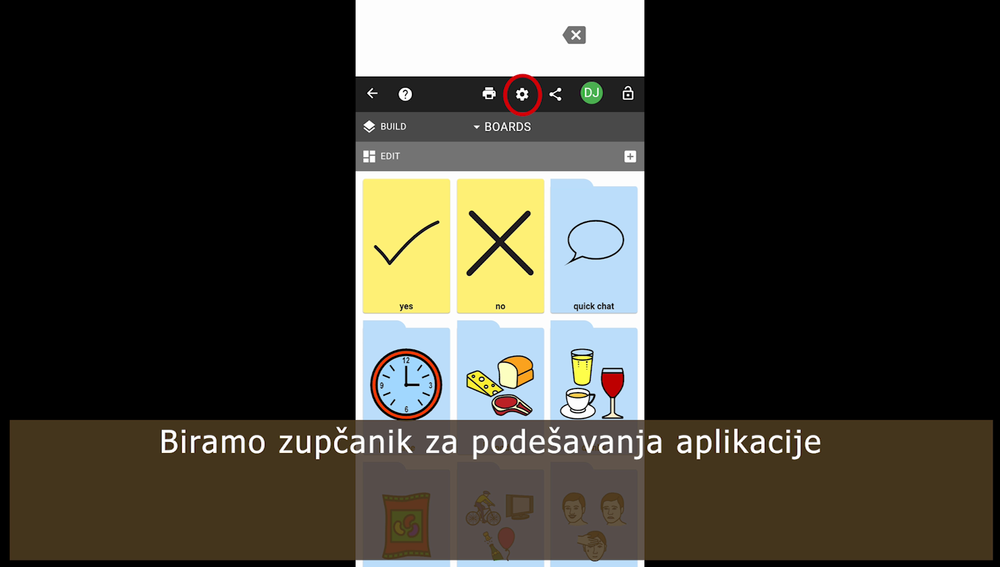 DJ
BUILD
BOARDS
EDIT
yes
no
quick chat
12
9
3
6
Biramo zupčanik za podešavanja aplikacije